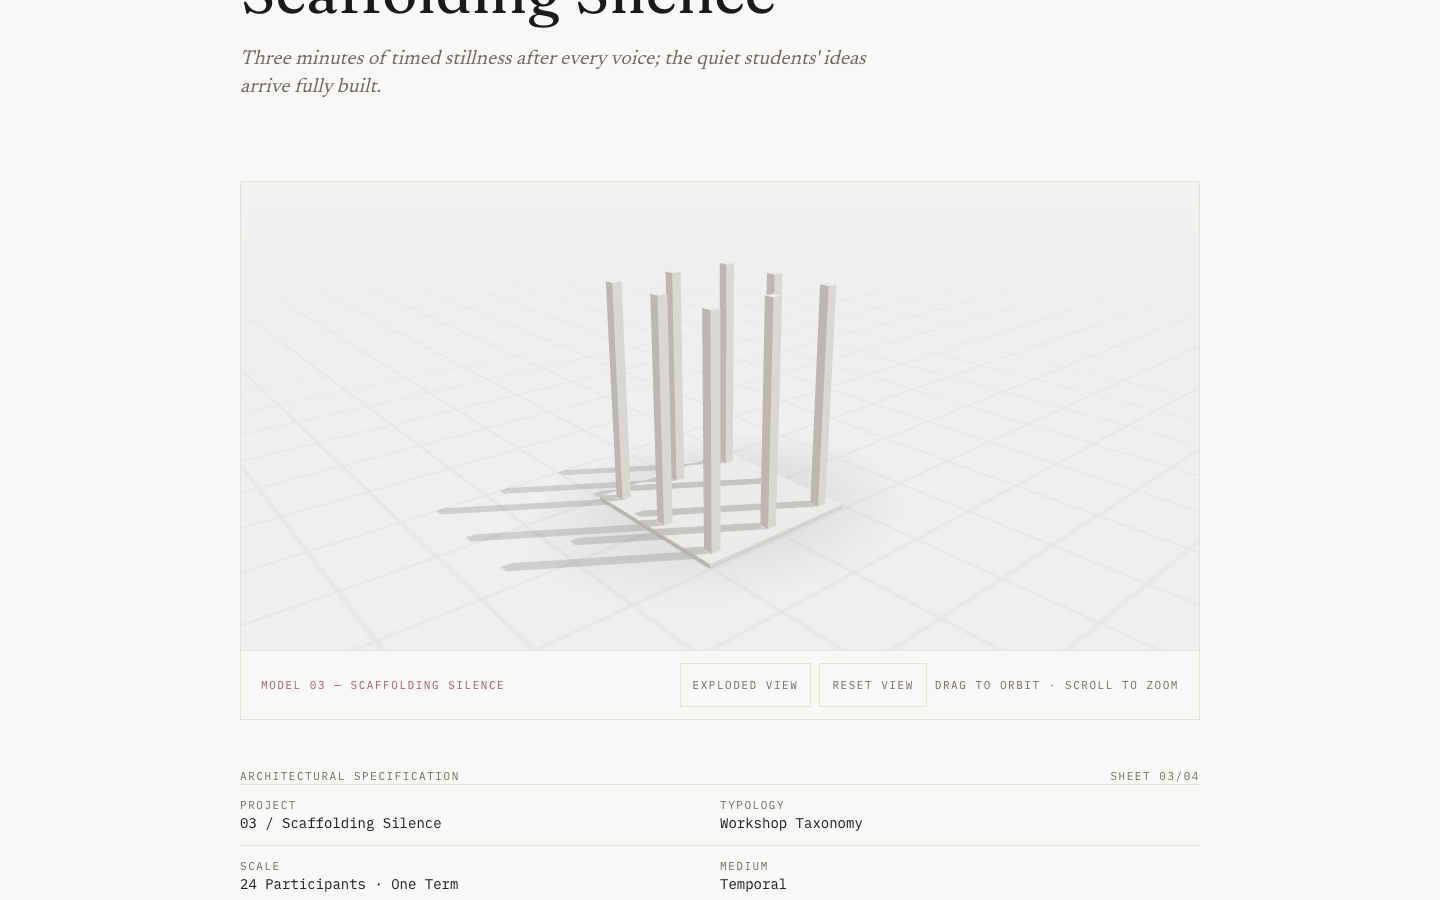 Scaffolding Silence
Three minutes of timed stillness after every voice; the quiet students' ideas
arrive fully built.
MODEL 03 — SCAFFOLDING SILENCE
EXPLODED VIEW
RESET VIEW
DRAG TO ORBIT · SCROLL TO ZOOM
ARCHITECTURAL SPECIFICATION
SHEET 03/04
PROJECT
03 / Scaffolding Silence
TYPOLOGY
Workshop Taxonomy
SCALE
24 Participants · One Term
MEDIUM
Temporal